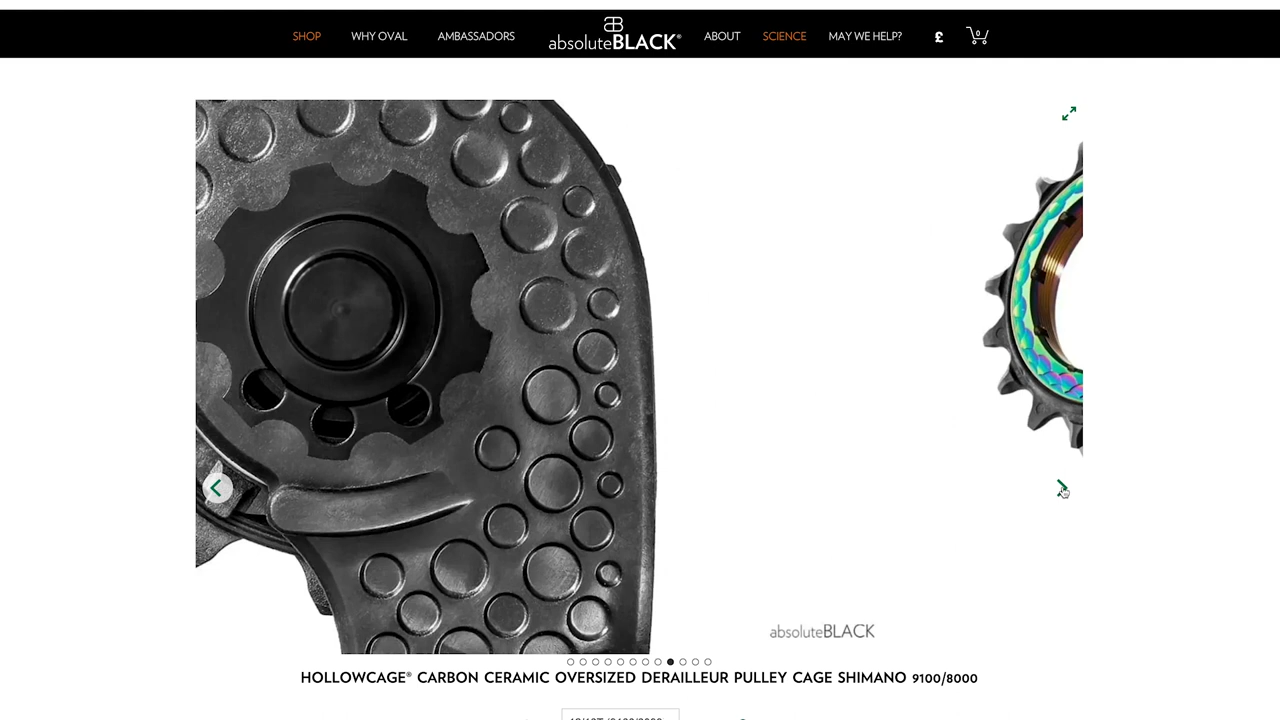 SHOP WHY OVAL AMBASSADORS absoluteBLACK® ABOUT SCIENCE MAY WE HELP? £ 0
absoluteBLACK
HOLLOWCAGE® CARBON CERAMIC OVERSIZED DERAILLEUR PULLEY CAGE SHIMANO 9100/8000